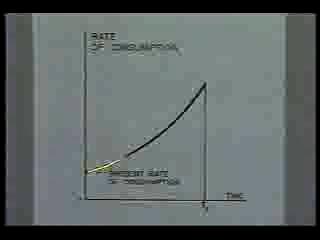 RATE
OF CONSUMPTION
PRESENT RATE
OF CONSUMPTION
TIME